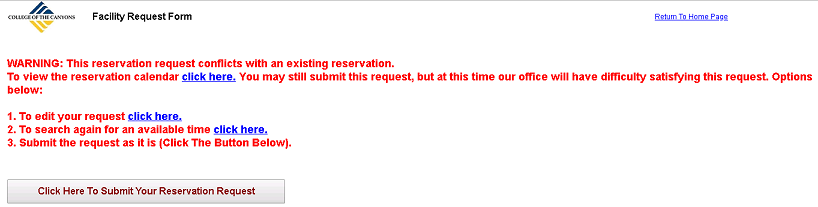 COLLEGE OF THE CANYONS
Facility Request Form
Return To Home Page
WARNING: This reservation request conflicts with an existing reservation.
To view the reservation calendar click here. You may still submit this request, but at this time our office will have difficulty satisfying this request. Options
below:
1. To edit your request click here.
2. To search again for an available time click here.
3. Submit the request as it is (Click The Button Below).
Click Here To Submit Your Reservation Request